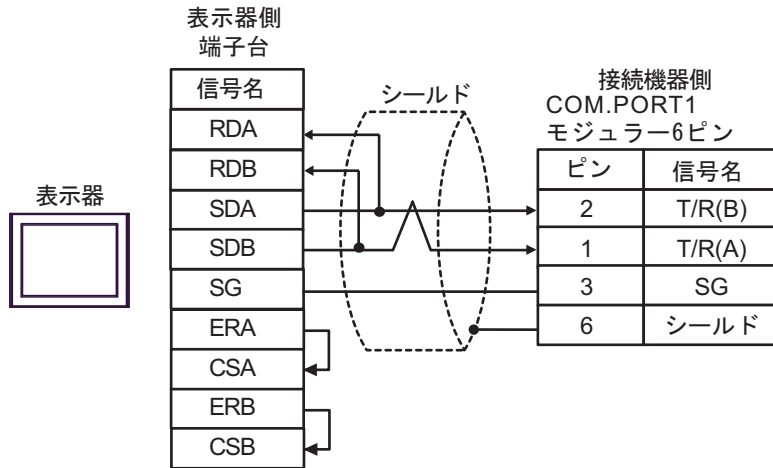 表示器側
端子台
信号名
RDA
RDB
SDA
SDB
SG
ERA
CSA
ERB
CSB
表示器
シールド
接続機器側
COM.PORT1
モジュラー6ピン
ピン 信号名
2 T/R(B)
1 T/R(A)
3 SG
6 シールド